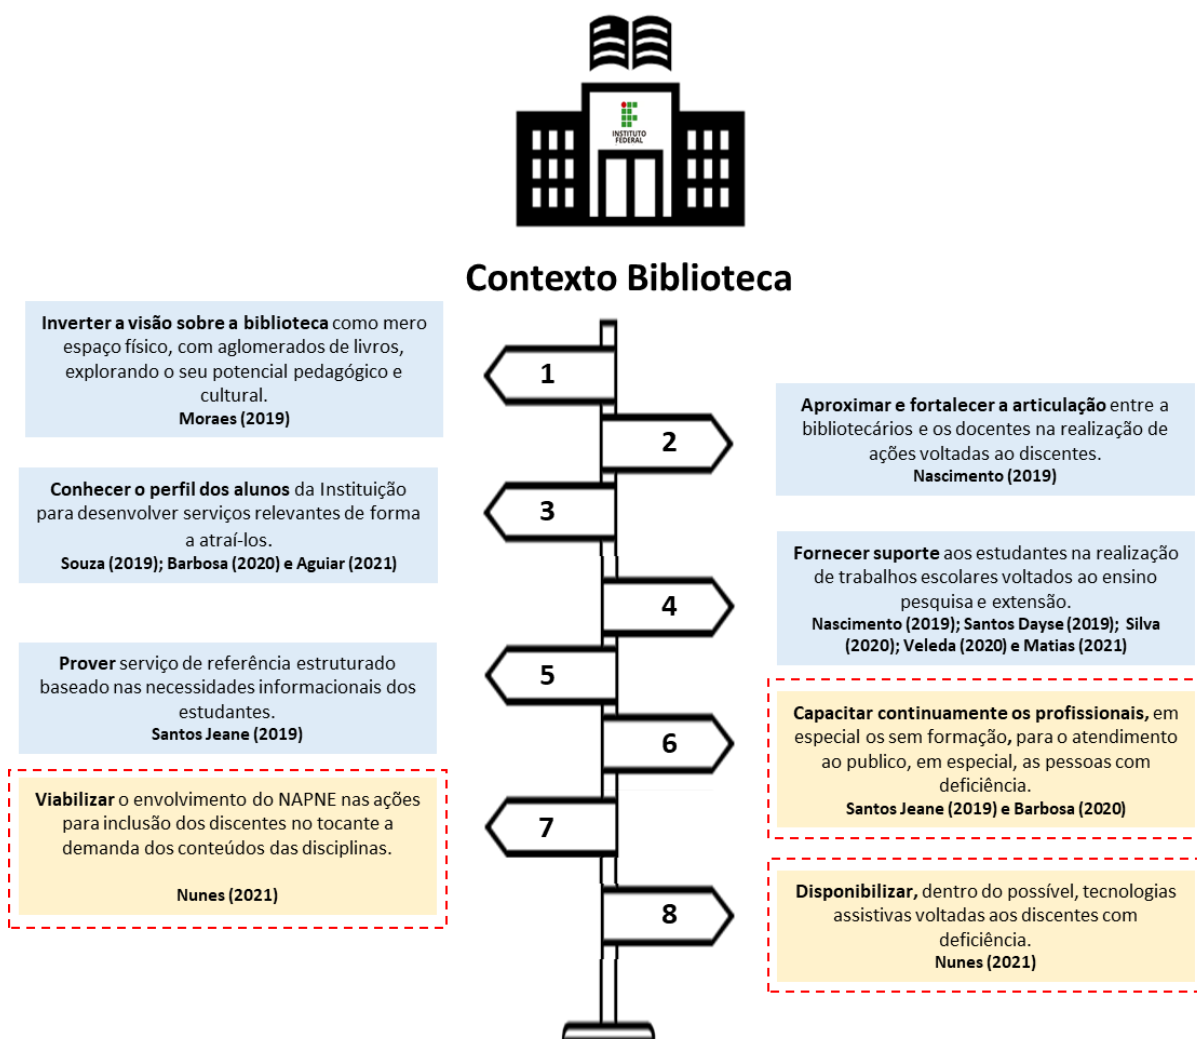 INSTITUTO
FEDERAL
Contexto Biblioteca
1
Inverter a visão sobre a biblioteca como mero
espaço físico, com aglomerados de livros,
explorando o seu potencial pedagógico e
cultural.
Moraes (2019)
2
Aproximar e fortalecer a articulação entre a
bibliotecários e os docentes na realização de
ações voltadas ao discentes.
Nascimento (2019)
3
Conhecer o perfil dos alunos da Instituição
para desenvolver serviços relevantes de forma
a atraí-los.
Souza (2019); Barbosa (2020) e Aguiar (2021)
4
Fornecer suporte aos estudantes na realização
de trabalhos escolares voltados ao ensino
pesquisa e extensão.
Nascimento (2019); Santos Dayse (2019); Silva
(2020); Veleda (2020) e Matias (2021)
5
Prover serviço de referência estruturado
baseado nas necessidades informacionais dos
estudantes.
Santos Jeane (2019)
6
Capacitar continuamente os profissionais, em
especial os sem formação, para o atendimento
ao publico, em especial, as pessoas com
deficiência.
Santos Jeane (2019) e Barbosa (2020)
7
Viabilizar o envolvimento do NAPNE nas ações
para inclusão dos discentes no tocante a
demanda dos conteúdos das disciplinas.
Nunes (2021)
8
Disponibilizar, dentro do possível, tecnologias
assistivas voltadas aos discentes com
deficiência.
Nunes (2021)